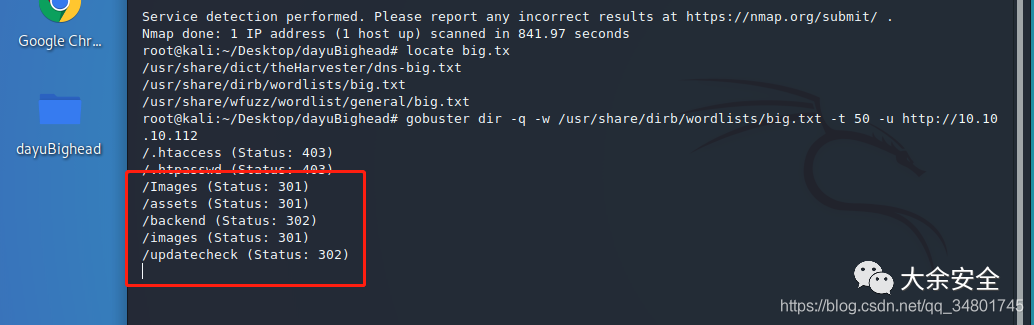 Service detection performed. Please report any incorrect results at https://nmap.org/submit/ .
Nmap done: 1 IP address (1 host up) scanned in 841.97 seconds
root@kali:~/Desktop/dayuBighead# locate big.tx
/usr/share/dict/theHarvester/dns-big.txt
/usr/share/dirb/wordlists/big.txt
/usr/share/wfuzz/wordlist/general/big.txt
root@kali:~/Desktop/dayuBighead# gobuster dir -q -w /usr/share/dirb/wordlists/big.txt -t 50 -u http://10.10
.10.112
/.htaccess (Status: 403)
/.htpasswd (Status: 403)
/Images (Status: 301)
/assets (Status: 301)
/backend (Status: 302)
/images (Status: 301)
/updatecheck (Status: 302)
Google Chr...
dayuBighead
大余安全
https://blog.csdn.net/qq_34801745